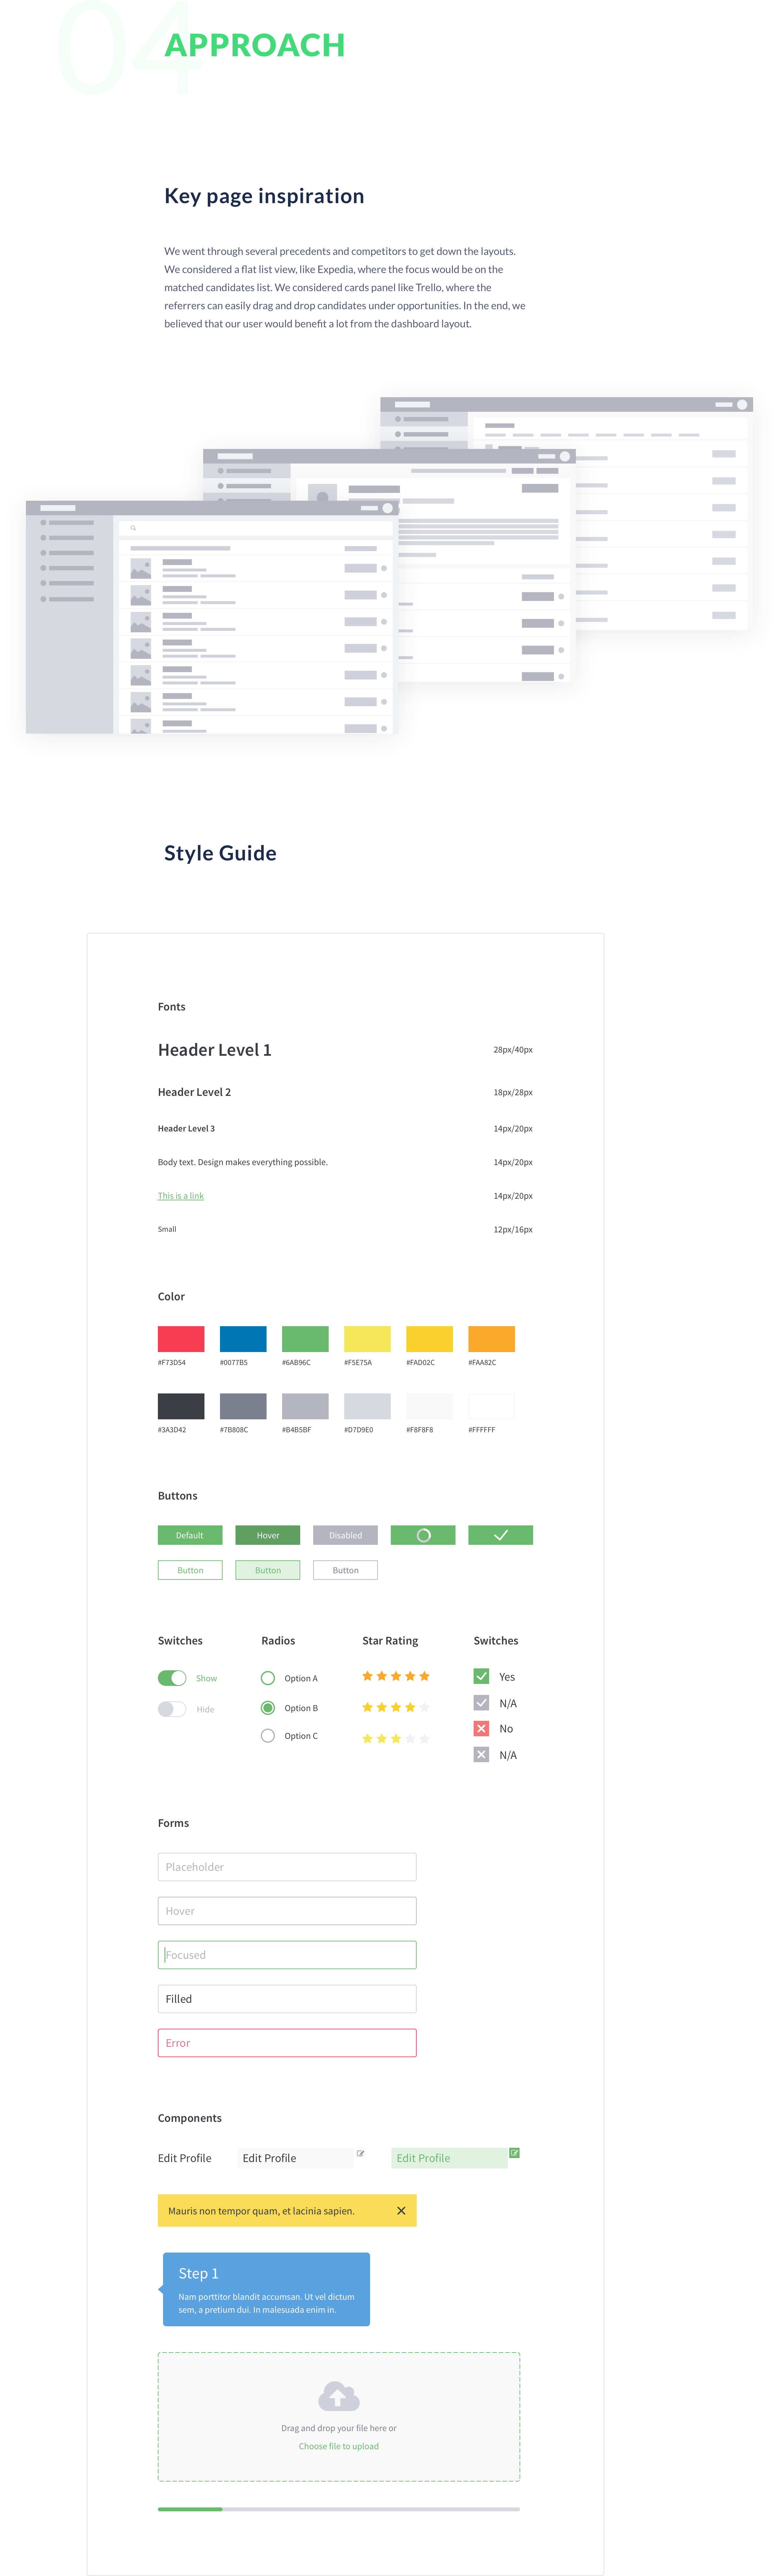 04
APPROACH
Key page inspiration
We went through several precedents and competitors to get down the layouts.
We considered a flat list view, like Expedia, where the focus would be on the
matched candidates list. We considered cards panel like Trello, where the
referrers can easily drag and drop candidates under opportunities. In the end, we
believed that our user would benefit a lot from the dashboard layout.
Style Guide
Fonts
Header Level 1 28px/40px
Header Level 2 18px/28px
Header Level 3 14px/20px
Body text. Design makes everything possible. 14px/20px
This is a link 14px/20px
Small 12px/16px
Color
#F73D54 #0077B5 #6AB96C #F5E75A #FAD02C #FAA82C
#3A3D42 #7B808C #B4B5BF #D7D9E0 #F8F8F8 #FFFFFF
Buttons
Default Hover Disabled
Button Button Button
Switches Radios Star Rating Switches
Show Option A Yes
Hide Option B N/A
Option C No
N/A
Forms
Placeholder
Hover
Focused
Filled
Error
Components
Edit Profile Edit Profile Edit Profile
Mauris non tempor quam, et lacinia sapien.
Step 1
Nam porttitor blandit accumsan. Ut vel dictum
sem, a pretium dui. In malesuada enim in.
Drag and drop your file here or
Choose file to upload